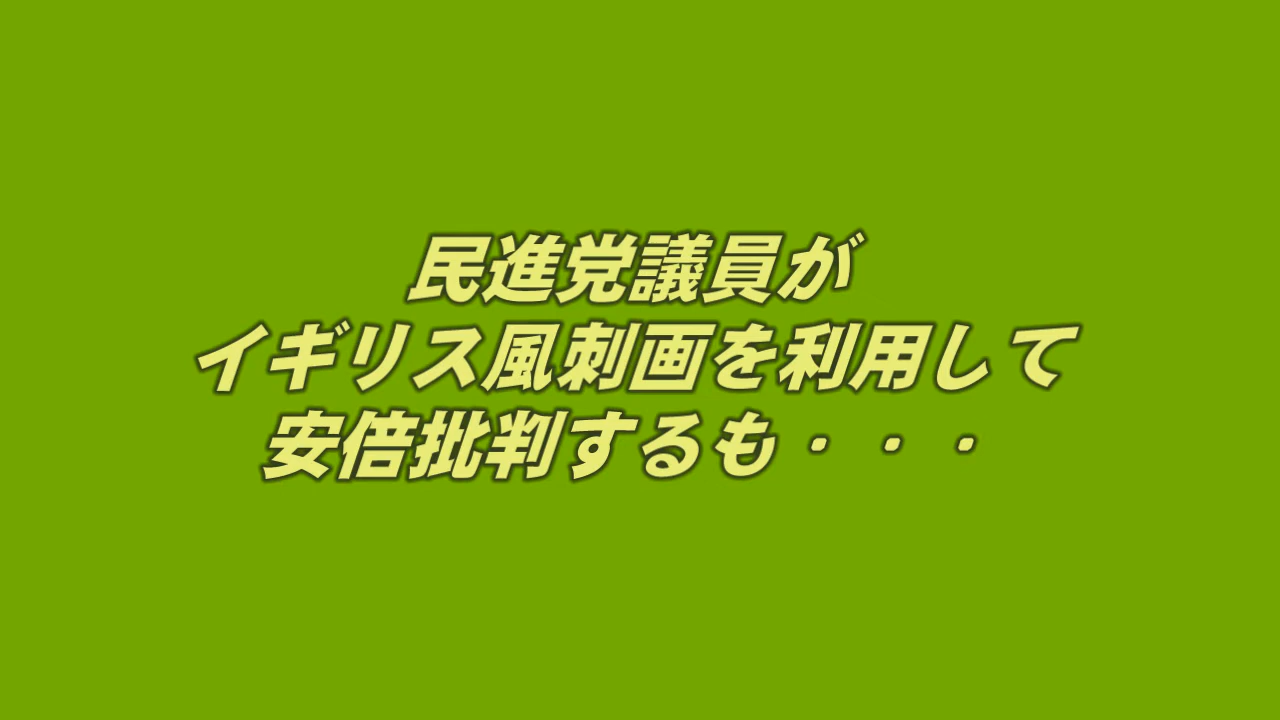 民進党議員が
イギリス風刺画を利用して
安倍批判するも・・・